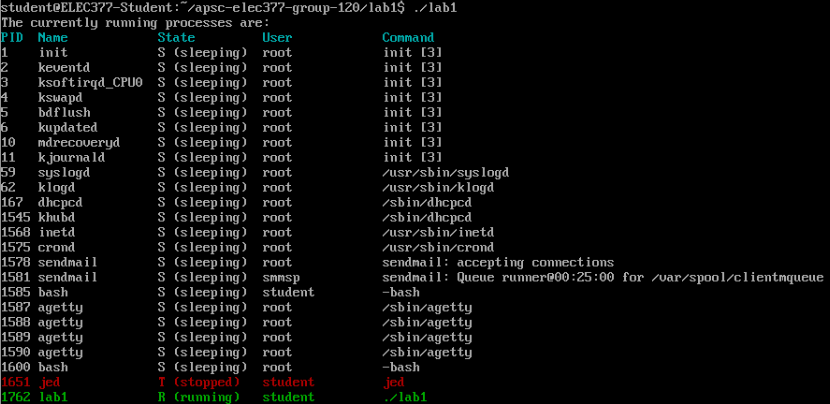 student@ELEC377-Student:~/apsc-elec377-group-120/lab1$ ./lab1
The currently running processes are:
PID  Name            State         User           Command
1    init            S (sleeping)  root           init [3]
2    keventd         S (sleeping)  root           init [3]
3    ksoftirqd_CPU0  S (sleeping)  root           init [3]
4    kswapd          S (sleeping)  root           init [3]
5    bdflush         S (sleeping)  root           init [3]
6    kupdated        S (sleeping)  root           init [3]
10   mdrecoveryd     S (sleeping)  root           init [3]
11   kjournald       S (sleeping)  root           init [3]
59   syslogd         S (sleeping)  root           /usr/sbin/syslogd
62   klogd           S (sleeping)  root           /usr/sbin/klogd
167  dhcpcd          S (sleeping)  root           /sbin/dhcpcd
1545 khubd           S (sleeping)  root           /sbin/dhcpcd
1568 inetd           S (sleeping)  root           /usr/sbin/inetd
1575 crond           S (sleeping)  root           /usr/sbin/crond
1578 sendmail        S (sleeping)  root           sendmail: accepting connections
1581 sendmail        S (sleeping)  smmsp          sendmail: Queue runner@00:25:00 for /var/spool/clientmqueue
1585 bash            S (sleeping)  student        -bash
1587 agetty          S (sleeping)  root           /sbin/agetty
1588 agetty          S (sleeping)  root           /sbin/agetty
1589 agetty          S (sleeping)  root           /sbin/agetty
1590 agetty          S (sleeping)  root           /sbin/agetty
1600 bash            S (sleeping)  root           -bash
1651 jed             T (stopped)   student        jed
1762 lab1            R (running)   student        ./lab1